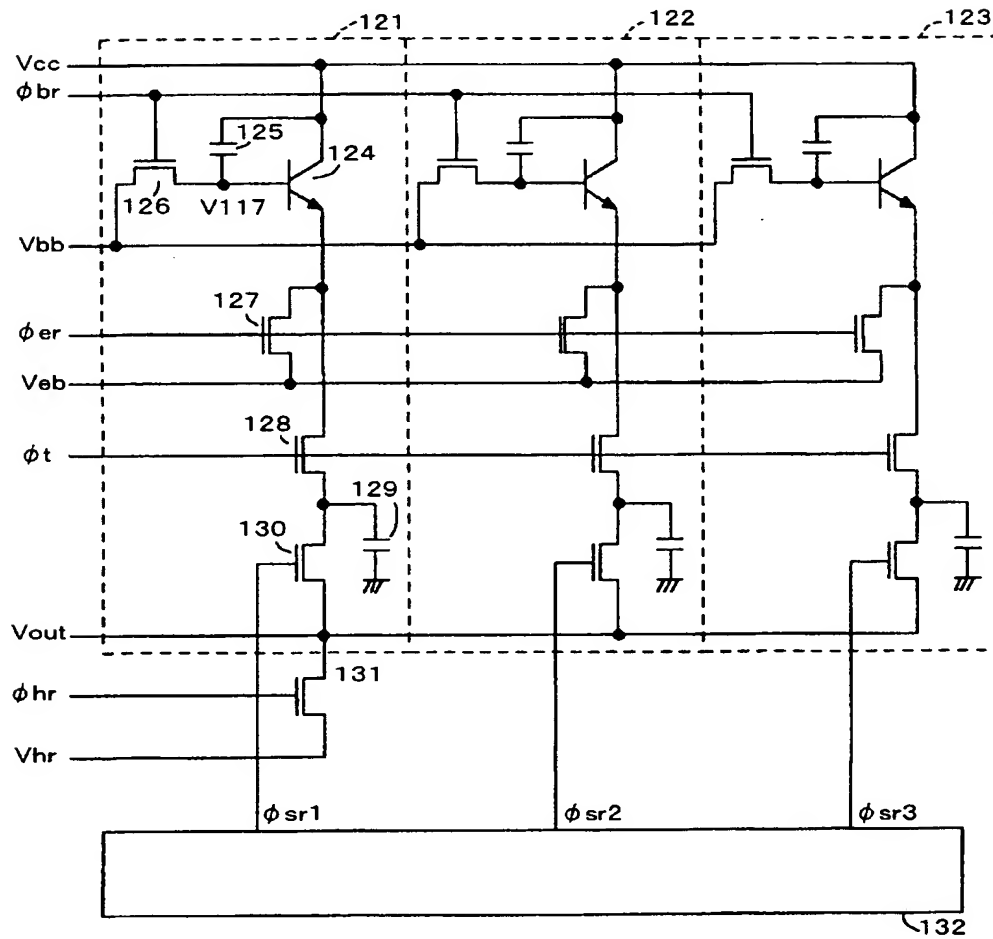 121
122
123
Vcc
φbr
125
124
126
V117
Vbb
127
φer
Veb
128
φt
129
130
Vout
131
φhr
Vhr
φsr1
φsr2
φsr3
132